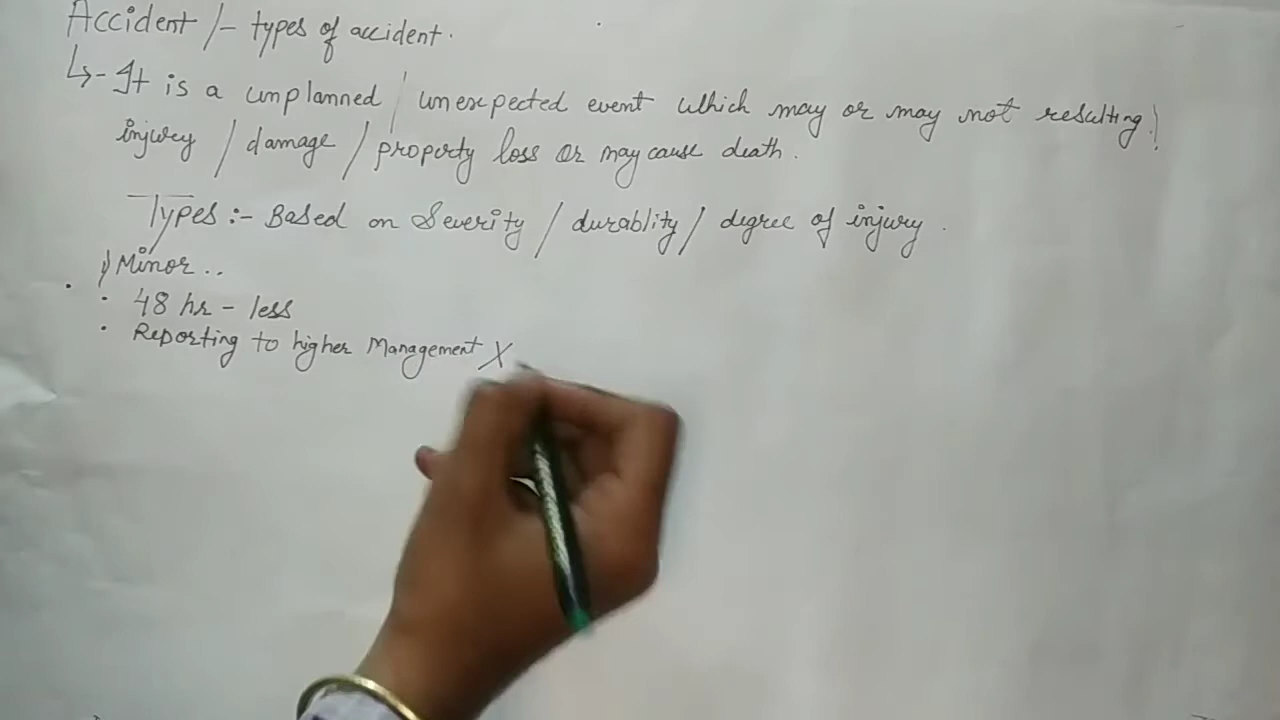 Accident /- types of accident.
↳- It is a unplanned / unexpected event which may or may not resulting /
injury / damage / property loss or may cause death.
Types :- Based on Severity / durablity / degree of injury.
1) Minor..
• 48 hr - less
• Reporting to higher Management X